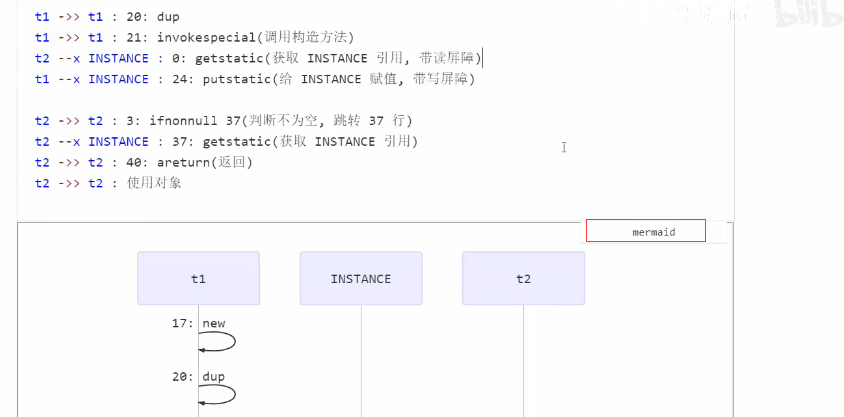 t1 ->> t1 : 20: dup
t1 ->> t1 : 21: invokespecial(调用构造方法)
t2 --x INSTANCE : 0: getstatic(获取 INSTANCE 引用, 带读屏障)
t1 --x INSTANCE : 24: putstatic(给 INSTANCE 赋值, 带写屏障)
t2 ->> t2 : 3: ifnonnull 37(判断不为空, 跳转 37 行)
t2 --x INSTANCE : 37: getstatic(获取 INSTANCE 引用)
t2 ->> t2 : 40: areturn(返回)
t2 ->> t2 : 使用对象
mermaid
t1
INSTANCE
t2
17: new
20: dup